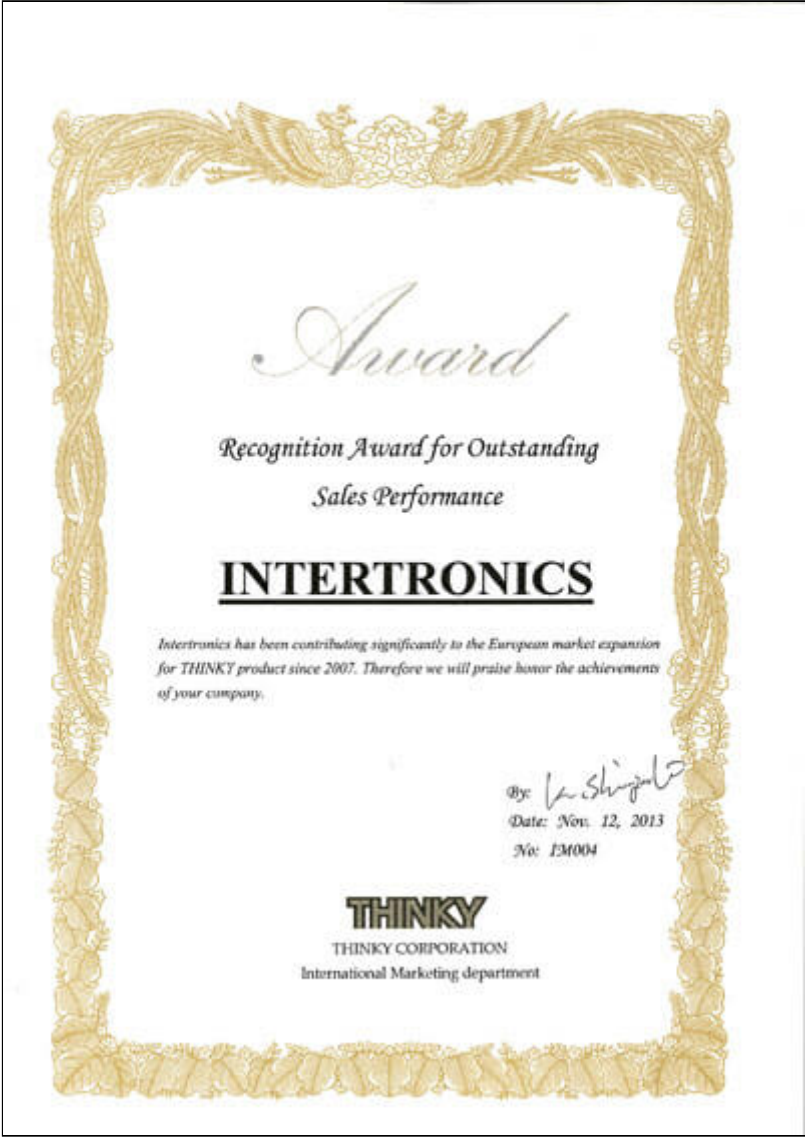 Award
Recognition Award for Outstanding
Sales Performance
INTERTRONICS
Intertronics has been contributing significantly to the European market expansion
for THINKY product since 2007. Therefore we will praise honor the achievements
of your company.
By:
Date: Nov. 12, 2013
No: IM004
THINKY
THINKY CORPORATION
International Marketing department